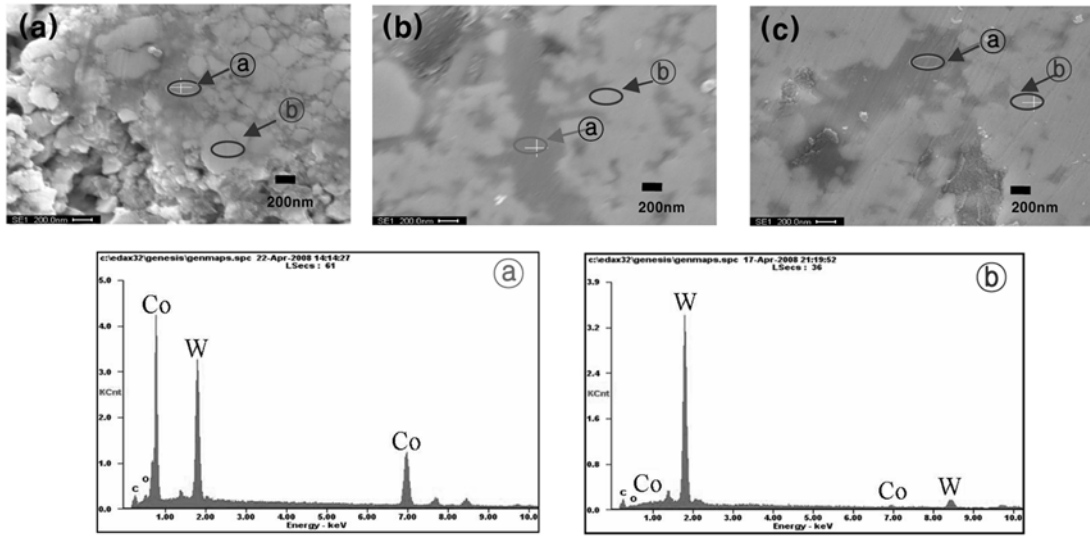 (a)
ⓐ
ⓑ
200nm
SE1 200.0nm
(b)
ⓑ
ⓐ
200nm
SE1 200.0nm
(c)
ⓐ
ⓑ
200nm
SE1 200.0nm
c:\edax32\genesis\genmaps.spc 22-Apr-2008 14:14:27
LSecs : 61
ⓐ
5.0
4.0
3.0
KCnt
2.0
1.0
0.0
Co
W
Co
c
o
1.00 2.00 3.00 4.00 5.00 6.00 7.00 8.00 9.00 10.0
Energy - keV
c:\edax32\genesis\genmaps.spc 17-Apr-2008 21:19:52
LSecs : 36
ⓑ
3.9
3.2
2.4
KCnt
1.6
0.8
0.0
W
Co
Co
W
c
o
1.00 2.00 3.00 4.00 5.00 6.00 7.00 8.00 9.00 10.0
Energy - keV